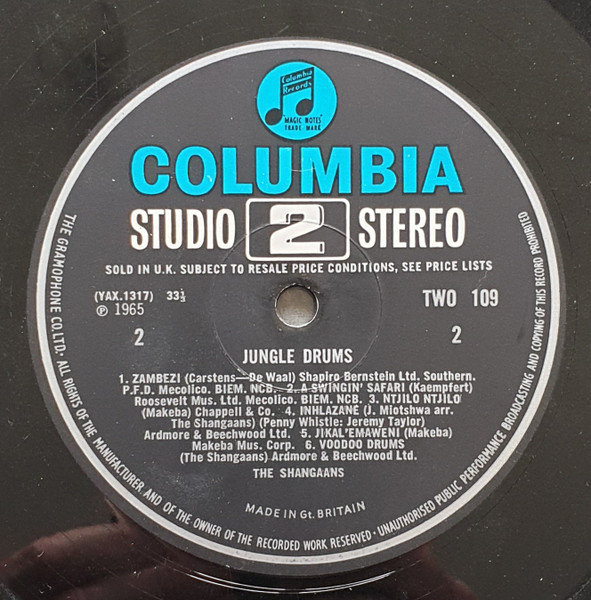 Columbia
Records
"MAGIC NOTES"
TRADE MARK
COLUMBIA
STUDIO 2 STEREO
SOLD IN U.K. SUBJECT TO RESALE PRICE CONDITIONS, SEE PRICE LISTS
(YAX.1317) 33⅓
TWO 109
Ⓟ 1965
2
2
JUNGLE DRUMS
1. ZAMBEZI (Carstens—De Waal) Shapiro Bernstein Ltd. Southern.
P.F.D. Mecolico. BIEM. NCB. 2. A SWINGIN' SAFARI (Kaempfert)
Roosevelt Mus. Ltd. Mecolico. BIEM. NCB. 3. NTJILO NTJILO
(Makeba) Chappell & Co. 4. INHLAZANE (J. Miotshwa arr.
The Shangaans) (Penny Whistle: Jeremy Taylor)
Ardmore & Beechwood Ltd. 5. JIKAL'EMAWENI (Makeba)
Makeba Mus. Corp. 6. VOODOO DRUMS
(The Shangaans) Ardmore & Beechwood Ltd.
THE SHANGAANS
MADE IN Gt. BRITAIN
THE GRAMOPHONE CO. LTD. · ALL RIGHTS OF THE MANUFACTURER AND OF THE OWNER OF THE RECORDED WORK RESERVED · UNAUTHORISED PUBLIC PERFORMANCE BROADCASTING AND COPYING OF THIS RECORD PROHIBITED